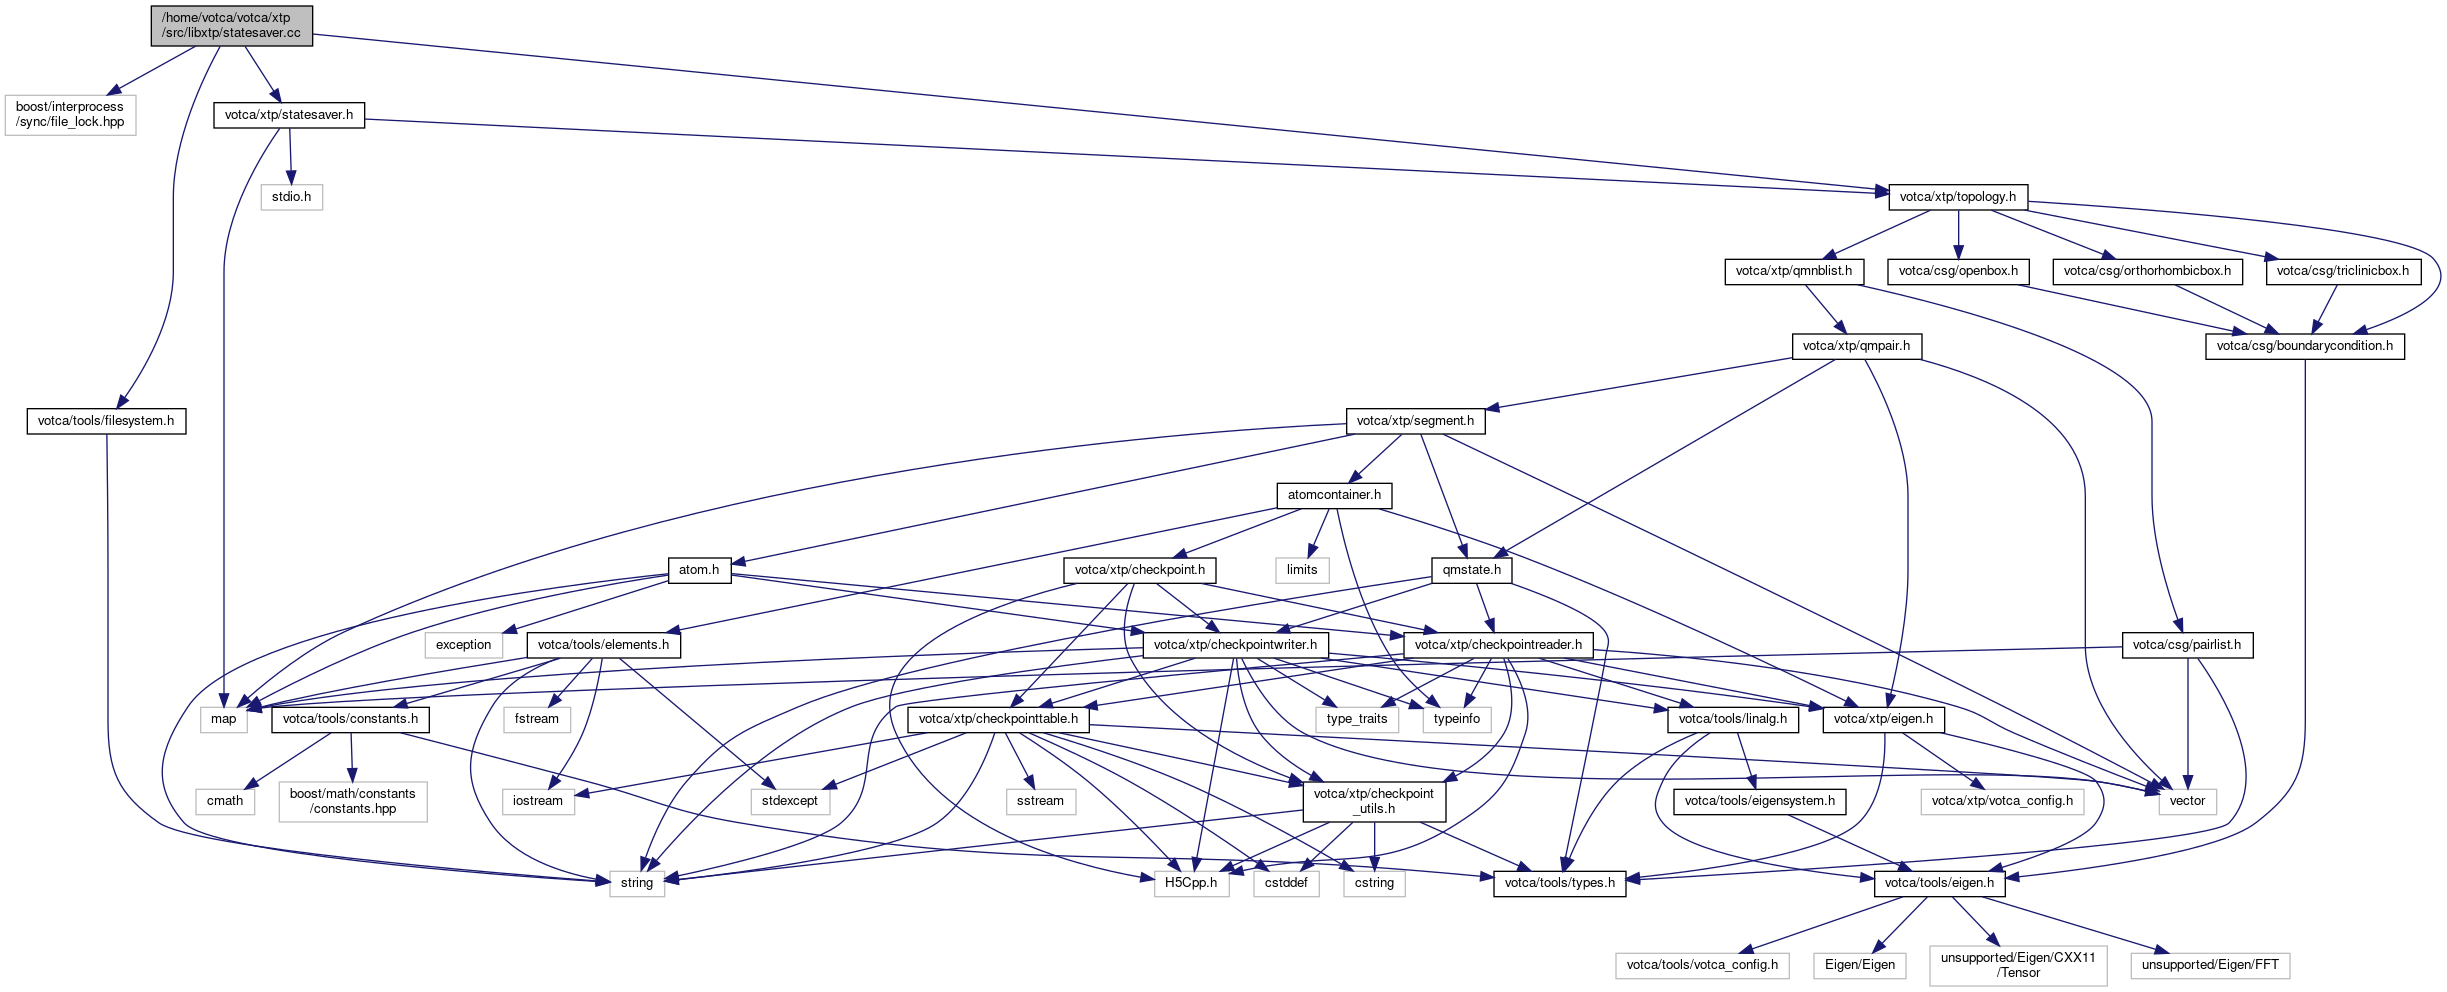 /home/votca/votca/xtp
/src/libxtp/statesaver.cc
boost/interprocess
/sync/file_lock.hpp
votca/xtp/statesaver.h
stdio.h
votca/xtp/topology.h
votca/xtp/qmnblist.h
votca/csg/openbox.h
votca/csg/orthorhombicbox.h
votca/csg/triclinicbox.h
votca/xtp/qmpair.h
votca/csg/boundarycondition.h
votca/tools/filesystem.h
votca/xtp/segment.h
atomcontainer.h
atom.h
votca/xtp/checkpoint.h
limits
qmstate.h
exception
votca/tools/elements.h
votca/xtp/checkpointwriter.h
votca/xtp/checkpointreader.h
votca/csg/pairlist.h
map
votca/tools/constants.h
fstream
votca/xtp/checkpointtable.h
type_traits
typeinfo
votca/tools/linalg.h
votca/xtp/eigen.h
cmath
boost/math/constants
/constants.hpp
iostream
stdexcept
sstream
votca/xtp/checkpoint
_utils.h
votca/tools/eigensystem.h
votca/xtp/votca_config.h
vector
string
H5Cpp.h
cstddef
cstring
votca/tools/types.h
votca/tools/eigen.h
votca/tools/votca_config.h
Eigen/Eigen
unsupported/Eigen/CXX11
/Tensor
unsupported/Eigen/FFT